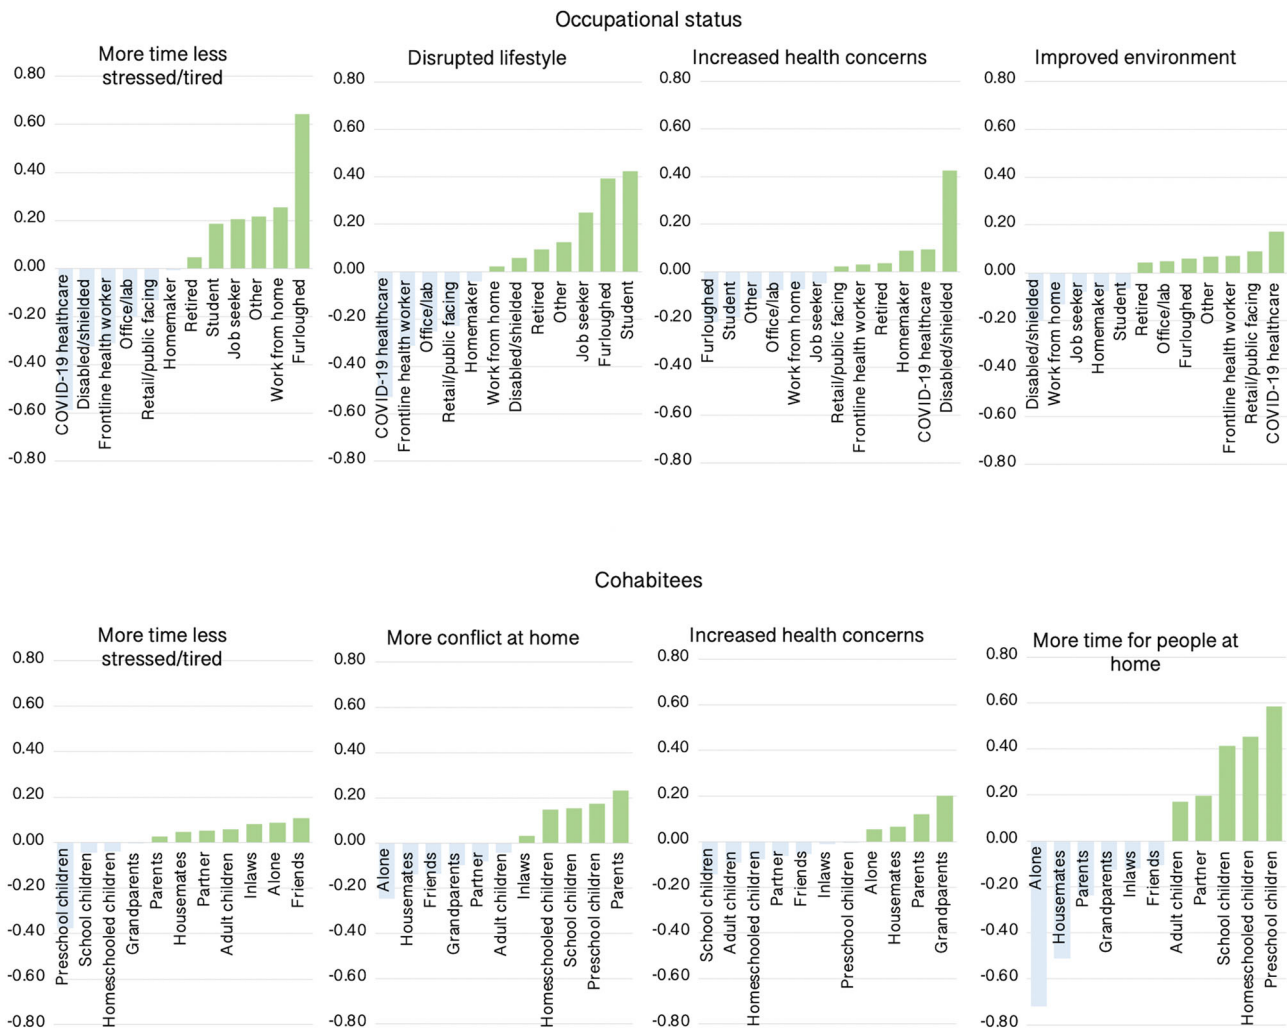 Occupational status
More time less
stressed/tired
0.80
0.60
0.40
0.20
0.00
-0.20
-0.40
-0.60
-0.80
COVID-19 healthcare
Disabled/shielded
Frontline health worker
Office/lab
Retail/public facing
Homemaker
Retired
Student
Job seeker
Other
Work from home
Furloughed
Disrupted lifestyle
0.80
0.60
0.40
0.20
0.00
-0.20
-0.40
-0.60
-0.80
COVID-19 healthcare
Frontline health worker
Office/lab
Retail/public facing
Homemaker
Work from home
Disabled/shielded
Retired
Other
Job seeker
Furloughed
Student
Increased health concerns
0.80
0.60
0.40
0.20
0.00
-0.20
-0.40
-0.60
-0.80
Furloughed
Student
Other
Office/lab
Work from home
Job seeker
Retail/public facing
Frontline health worker
Retired
Homemaker
COVID-19 healthcare
Disabled/shielded
Improved environment
0.80
0.60
0.40
0.20
0.00
-0.20
-0.40
-0.60
-0.80
Disabled/shielded
Work from home
Job seeker
Homemaker
Student
Retired
Office/lab
Furloughed
Other
Frontline health worker
Retail/public facing
COVID-19 healthcare
Cohabitees
More time less
stressed/tired
0.80
0.60
0.40
0.20
0.00
-0.20
-0.40
-0.60
-0.80
Preschool children
School children
Homeschooled children
Grandparents
Parents
Housemates
Partner
Adult children
Inlaws
Alone
Friends
More conflict at home
0.80
0.60
0.40
0.20
0.00
-0.20
-0.40
-0.60
-0.80
Alone
Housemates
Friends
Grandparents
Partner
Adult children
Inlaws
Homeschooled children
School children
Preschool children
Parents
Increased health concerns
0.80
0.60
0.40
0.20
0.00
-0.20
-0.40
-0.60
-0.80
School children
Adult children
Homeschooled children
Partner
Friends
Inlaws
Preschool children
Alone
Housemates
Parents
Grandparents
More time for people at
home
0.80
0.60
0.40
0.20
0.00
-0.20
-0.40
-0.60
-0.80
Alone
Housemates
Parents
Grandparents
Inlaws
Friends
Adult children
Partner
School children
Homeschooled children
Preschool children